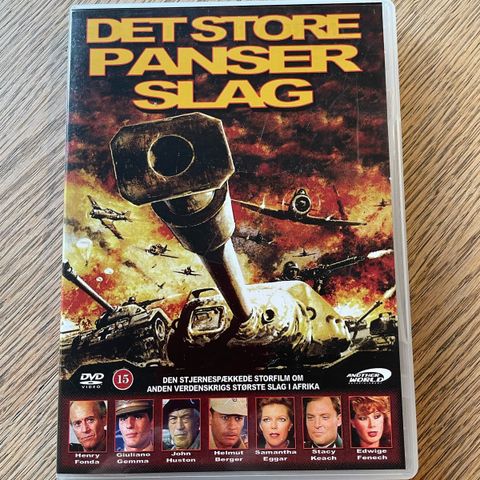 DET STORE
PANSER
SLAG
DVD
VIDEO
15
DEN STJERNESPÆKKEDE STORFILM OM
ANDEN VERDENSKRIGS STØRSTE SLAG I AFRIKA
ANOTHER
WORLD
ENTERTAINMENT
Henry
Fonda
Giuliano
Gemma
John
Huston
Helmut
Berger
Samantha
Eggar
Stacy
Keach
Edwige
Fenech